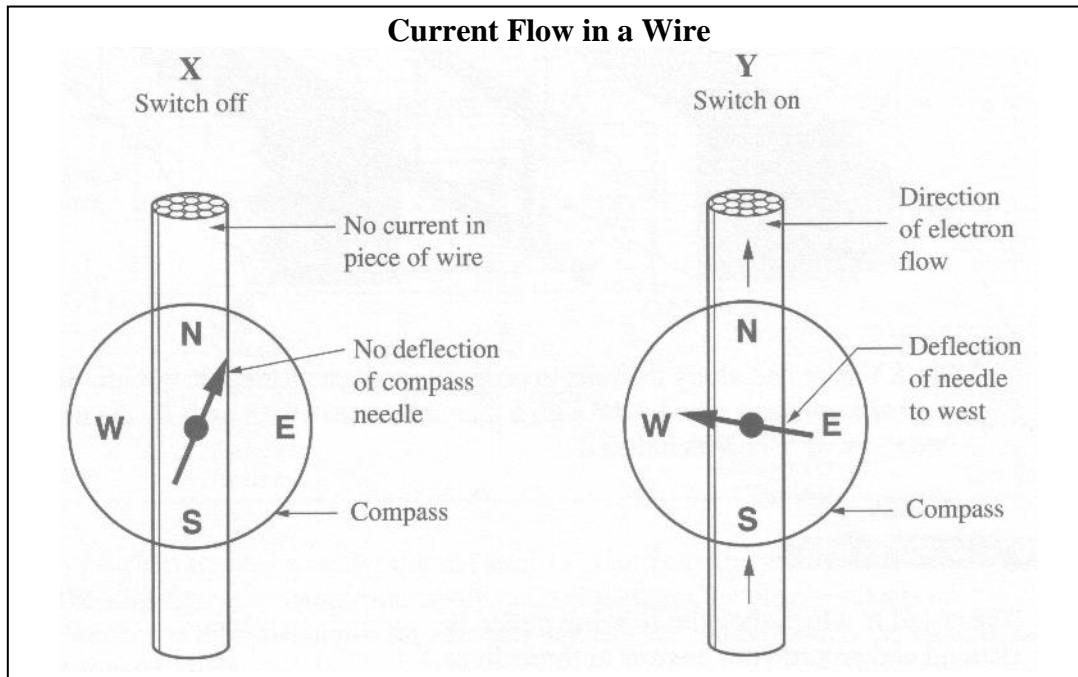 Current Flow in a Wire
X
Switch off
No current in
piece of wire
N
No deflection
of compass
needle
W
E
S
Compass
Y
Switch on
Direction
of electron
flow
N
Deflection
of needle
to west
W
E
S
Compass